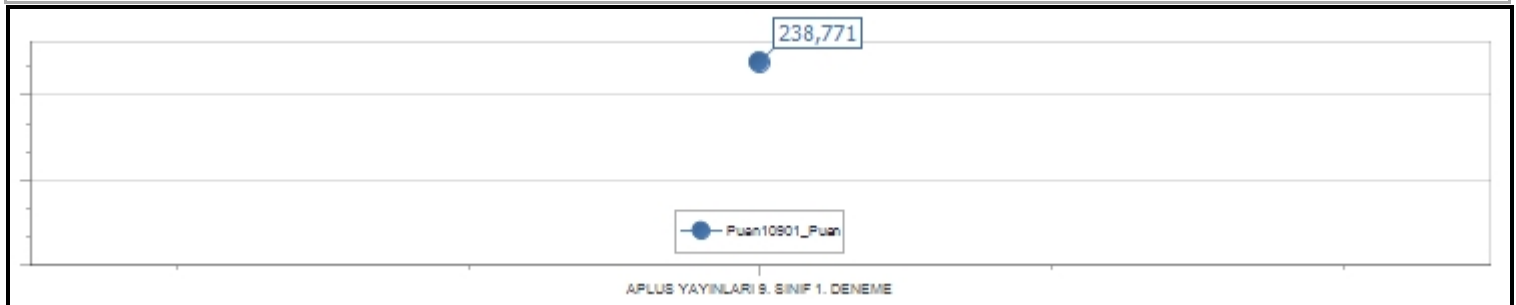 238,771
Puan10901_Puan
APLUS YAYINLARI 9. SINIF 1. DENEME